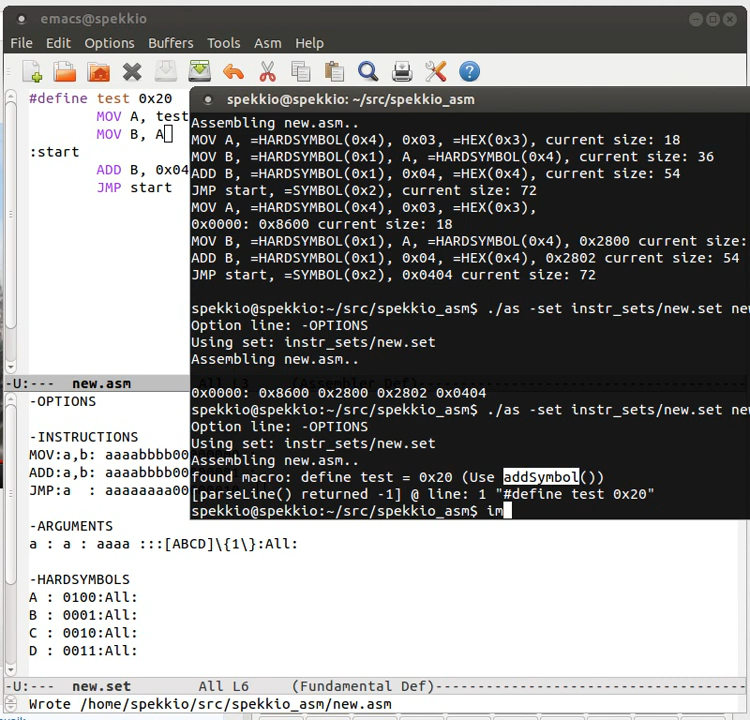 emacs@spekkio
File Edit Options Buffers Tools Asm Help
#define test 0x20
MOV A, test
MOV B, A
:start
ADD B, 0x04
JMP start
-U:--- new.asm All L3 (Assembler Def)
-OPTIONS
-INSTRUCTIONS
MOV:a,b: aaaabbbb00
ADD:a,b: aaaabbbb00
JMP:a : aaaaaaaa00
-ARGUMENTS
a : a : aaaa :::[ABCD]\{1\}:All:
-HARDSYMBOLS
A : 0100:All:
B : 0001:All:
C : 0010:All:
D : 0011:All:
-U:--- new.set All L6 (Fundamental Def)
Wrote /home/spekkio/src/spekkio_asm/new.asm
spekkio@spekkio: ~/src/spekkio_asm
Assembling new.asm..
MOV A, =HARDSYMBOL(0x4), 0x03, =HEX(0x3), current size: 18
MOV B, =HARDSYMBOL(0x1), A, =HARDSYMBOL(0x4), current size: 36
ADD B, =HARDSYMBOL(0x1), 0x04, =HEX(0x4), current size: 54
JMP start, =SYMBOL(0x2), current size: 72
MOV A, =HARDSYMBOL(0x4), 0x03, =HEX(0x3),
0x0000: 0x8600 current size: 18
MOV B, =HARDSYMBOL(0x1), A, =HARDSYMBOL(0x4), 0x2800 current size:
ADD B, =HARDSYMBOL(0x1), 0x04, =HEX(0x4), 0x2802 current size: 54
JMP start, =SYMBOL(0x2), 0x0404 current size: 72
spekkio@spekkio:~/src/spekkio_asm$ ./as -set instr_sets/new.set new
Option line: -OPTIONS
Using set: instr_sets/new.set
Assembling new.asm..
0x0000: 0x8600 0x2800 0x2802 0x0404
spekkio@spekkio:~/src/spekkio_asm$ ./as -set instr_sets/new.set new
Option line: -OPTIONS
Using set: instr_sets/new.set
Assembling new.asm..
found macro: define test = 0x20 (Use addSymbol())
[parseLine() returned -1] @ line: 1 "#define test 0x20"
spekkio@spekkio:~/src/spekkio_asm$ im